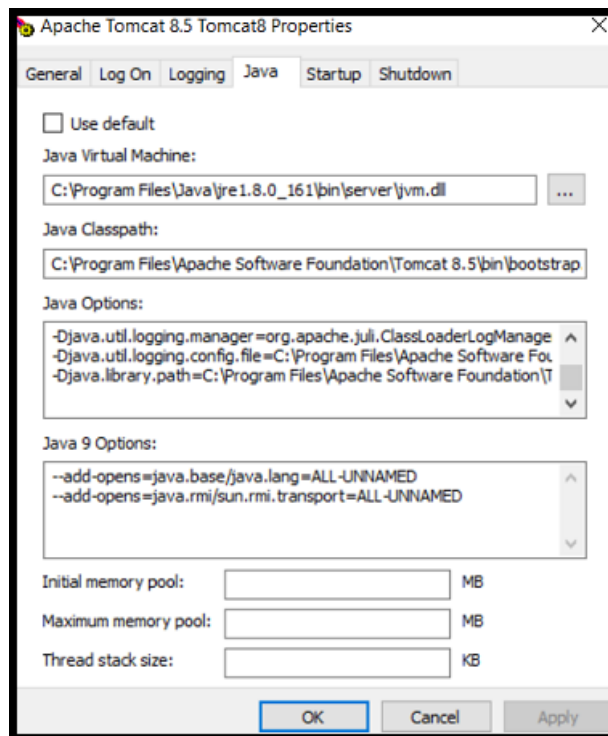 Apache Tomcat 8.5 Tomcat8 Properties
General Log On Logging Java Startup Shutdown
Use default
Java Virtual Machine:
C:\Program Files\Java\jre1.8.0_161\bin\server\jvm.dll
...
Java Classpath:
C:\Program Files\Apache Software Foundation\Tomcat 8.5\bin\bootstrap
Java Options:
-Djava.util.logging.manager=org.apache.juli.ClassLoaderLogManage
-Djava.util.logging.config.file=C:\Program Files\Apache Software Fou
-Djava.library.path=C:\Program Files\Apache Software Foundation\T
Java 9 Options:
--add-opens=java.base/java.lang=ALL-UNNAMED
--add-opens=java.rmi/sun.rmi.transport=ALL-UNNAMED
Initial memory pool: MB
Maximum memory pool: MB
Thread stack size: KB
OK Cancel Apply